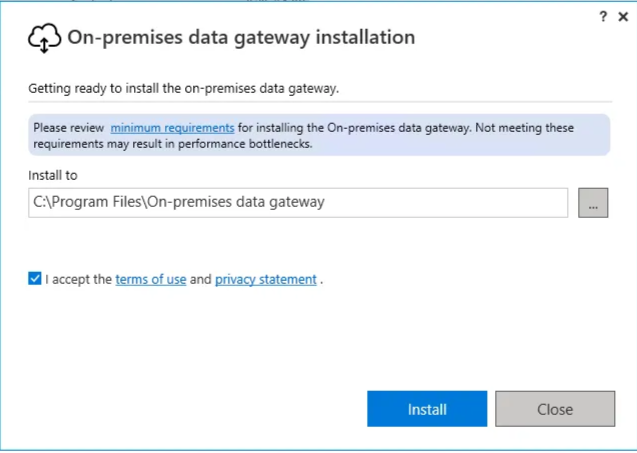 ? ×
On-premises data gateway installation
Getting ready to install the on-premises data gateway.
Please review minimum requirements for installing the On-premises data gateway. Not meeting these
requirements may result in performance bottlenecks.
Install to
C:\Program Files\On-premises data gateway
...
I accept the terms of use and privacy statement .
Install Close